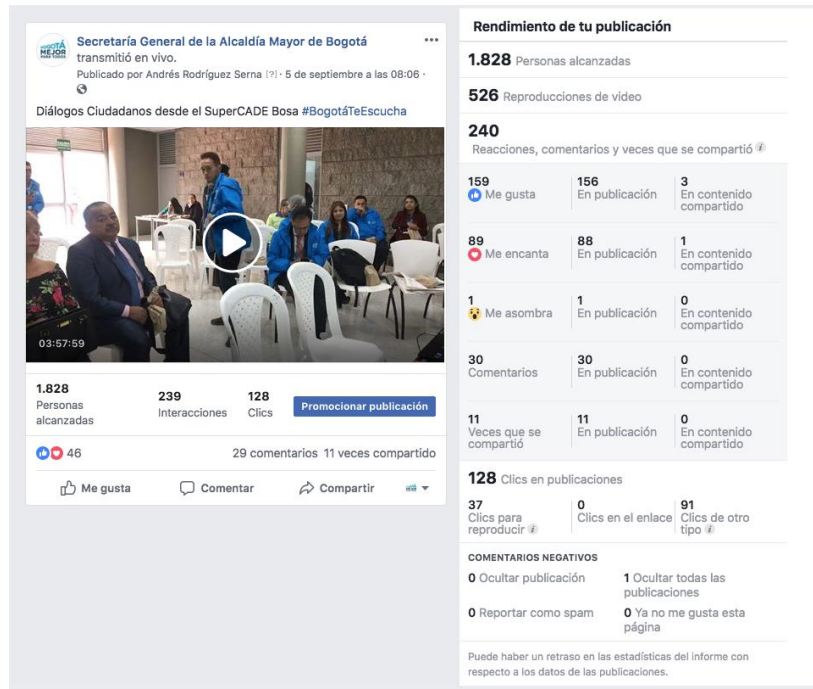 BOGOTÁ
MEJOR
PARA TODOS
Secretaría General de la Alcaldía Mayor de Bogotá
transmitió en vivo.
Publicado por Andrés Rodríguez Serna [?] · 5 de septiembre a las 08:06 ·
Diálogos Ciudadanos desde el SuperCADE Bosa #BogotáTeEscucha
03:57:59
1.828
Personas
alcanzadas
239
Interacciones
128
Clics
Promocionar publicación
46
29 comentarios 11 veces compartido
Me gusta
Comentar
Compartir
Rendimiento de tu publicación
1.828 Personas alcanzadas
526 Reproducciones de video
240
Reacciones, comentarios y veces que se compartió i
159
Me gusta
156
En publicación
3
En contenido
compartido
89
Me encanta
88
En publicación
1
En contenido
compartido
1
Me asombra
1
En publicación
0
En contenido
compartido
30
Comentarios
30
En publicación
0
En contenido
compartido
11
Veces que se
compartió
11
En publicación
0
En contenido
compartido
128 Clics en publicaciones
37
Clics para
reproducir i
0
Clics en el enlace
91
Clics de otro
tipo i
COMENTARIOS NEGATIVOS
0 Ocultar publicación
1 Ocultar todas las
publicaciones
0 Reportar como spam
0 Ya no me gusta esta
página
Puede haber un retraso en las estadísticas del informe con
respecto a los datos de las publicaciones.